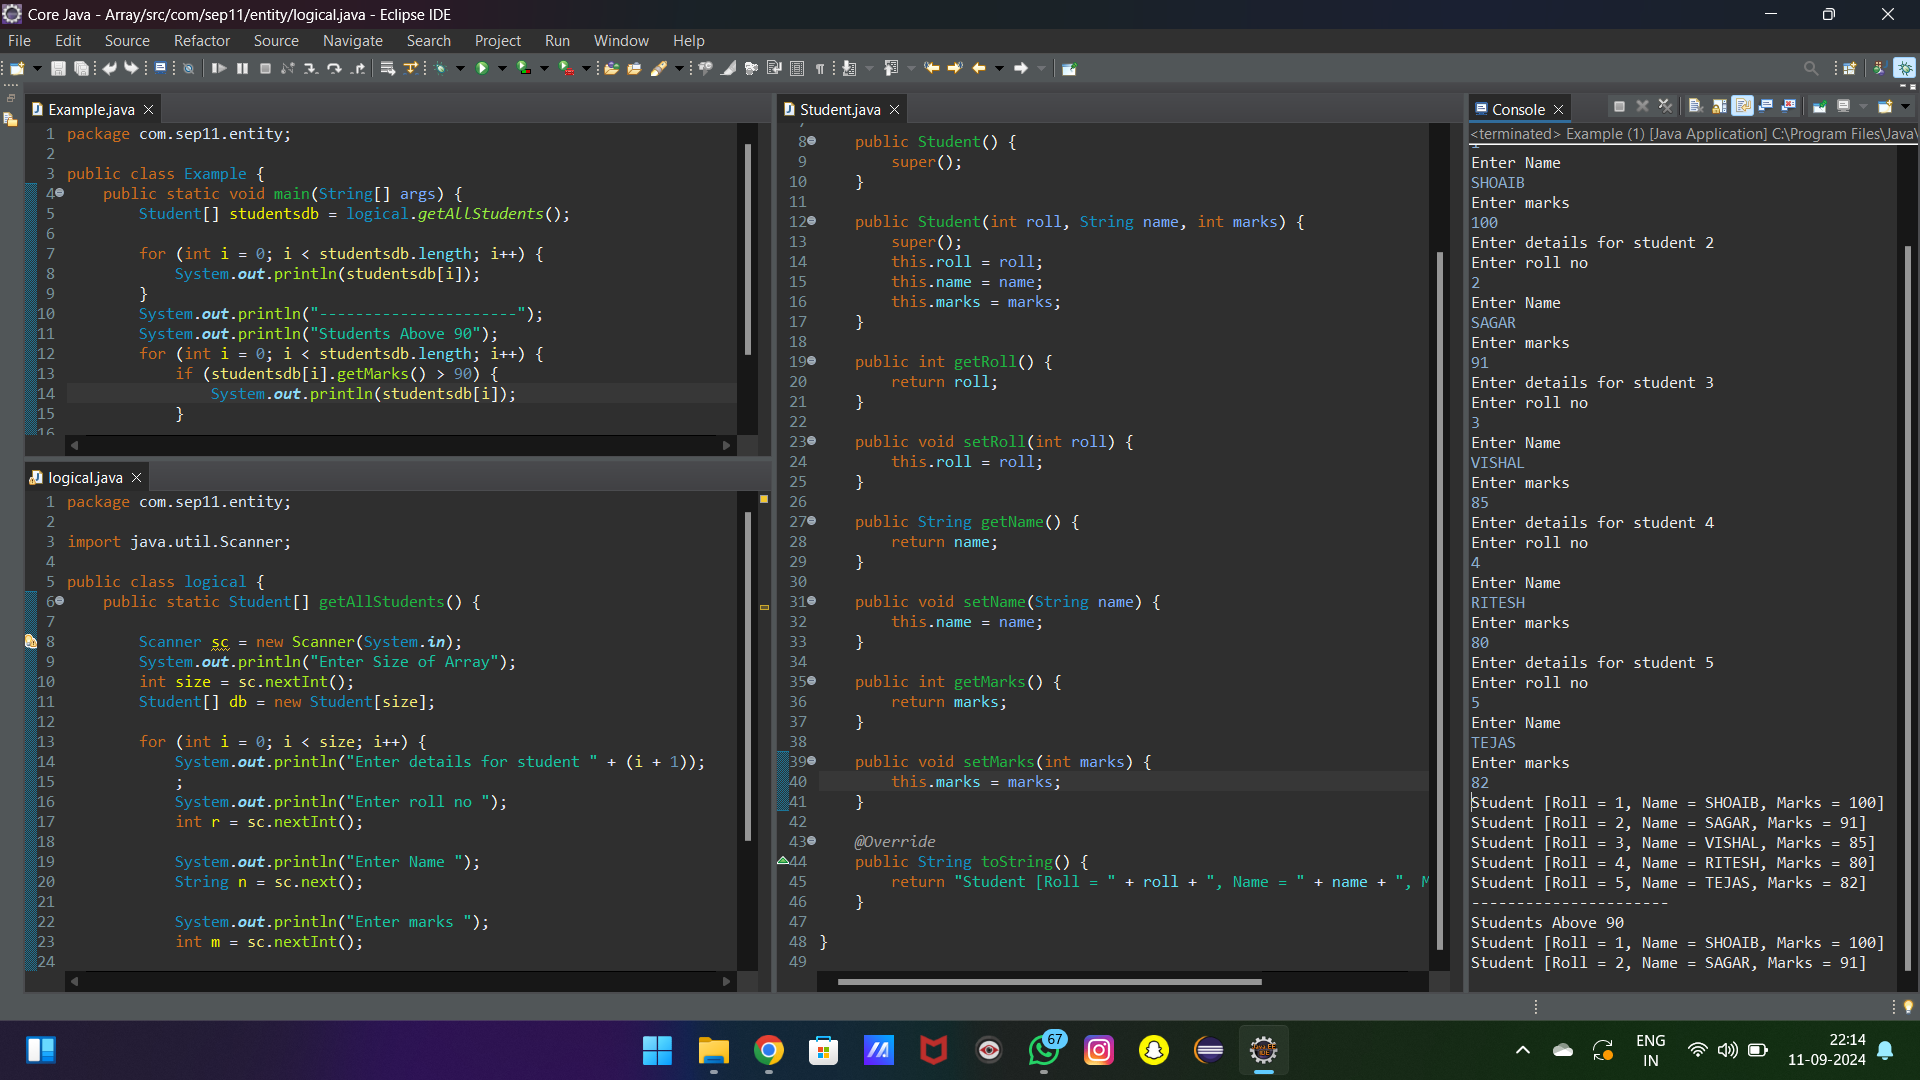 Core Java - Array/src/com/sep11/entity/logical.java - Eclipse IDE
File Edit Source Refactor Source Navigate Search Project Run Window Help
Example.java
1 package com.sep11.entity;
2
3 public class Example {
4 public static void main(String[] args) {
5 Student[] studentsdb = logical.getAllStudents();
6
7 for (int i = 0; i < studentsdb.length; i++) {
8 System.out.println(studentsdb[i]);
9 }
10 System.out.println("----------------------");
11 System.out.println("Students Above 90");
12 for (int i = 0; i < studentsdb.length; i++) {
13 if (studentsdb[i].getMarks() > 90) {
14 System.out.println(studentsdb[i]);
15 }
16
logical.java
1 package com.sep11.entity;
2
3 import java.util.Scanner;
4
5 public class logical {
6 public static Student[] getAllStudents() {
7
8 Scanner sc = new Scanner(System.in);
9 System.out.println("Enter Size of Array");
10 int size = sc.nextInt();
11 Student[] db = new Student[size];
12
13 for (int i = 0; i < size; i++) {
14 System.out.println("Enter details for student " + (i + 1));
15 ;
16 System.out.println("Enter roll no ");
17 int r = sc.nextInt();
18
19 System.out.println("Enter Name ");
20 String n = sc.next();
21
22 System.out.println("Enter marks ");
23 int m = sc.nextInt();
24
Student.java
8 public Student() {
9 super();
10 }
11
12 public Student(int roll, String name, int marks) {
13 super();
14 this.roll = roll;
15 this.name = name;
16 this.marks = marks;
17 }
18
19 public int getRoll() {
20 return roll;
21 }
22
23 public void setRoll(int roll) {
24 this.roll = roll;
25 }
26
27 public String getName() {
28 return name;
29 }
30
31 public void setName(String name) {
32 this.name = name;
33 }
34
35 public int getMarks() {
36 return marks;
37 }
38
39 public void setMarks(int marks) {
40 this.marks = marks;
41 }
42
43 @Override
44 public String toString() {
45 return "Student [Roll = " + roll + ", Name = " + name + ", M
46 }
47
48 }
49
Console
<terminated> Example (1) [Java Application] C:\Program Files\Java\
1
Enter Name
SHOAIB
Enter marks
100
Enter details for student 2
Enter roll no
2
Enter Name
SAGAR
Enter marks
91
Enter details for student 3
Enter roll no
3
Enter Name
VISHAL
Enter marks
85
Enter details for student 4
Enter roll no
4
Enter Name
RITESH
Enter marks
80
Enter details for student 5
Enter roll no
5
Enter Name
TEJAS
Enter marks
82
Student [Roll = 1, Name = SHOAIB, Marks = 100]
Student [Roll = 2, Name = SAGAR, Marks = 91]
Student [Roll = 3, Name = VISHAL, Marks = 85]
Student [Roll = 4, Name = RITESH, Marks = 80]
Student [Roll = 5, Name = TEJAS, Marks = 82]
----------------------
Students Above 90
Student [Roll = 1, Name = SHOAIB, Marks = 100]
Student [Roll = 2, Name = SAGAR, Marks = 91]
67
ENG
IN
22:14
11-09-2024